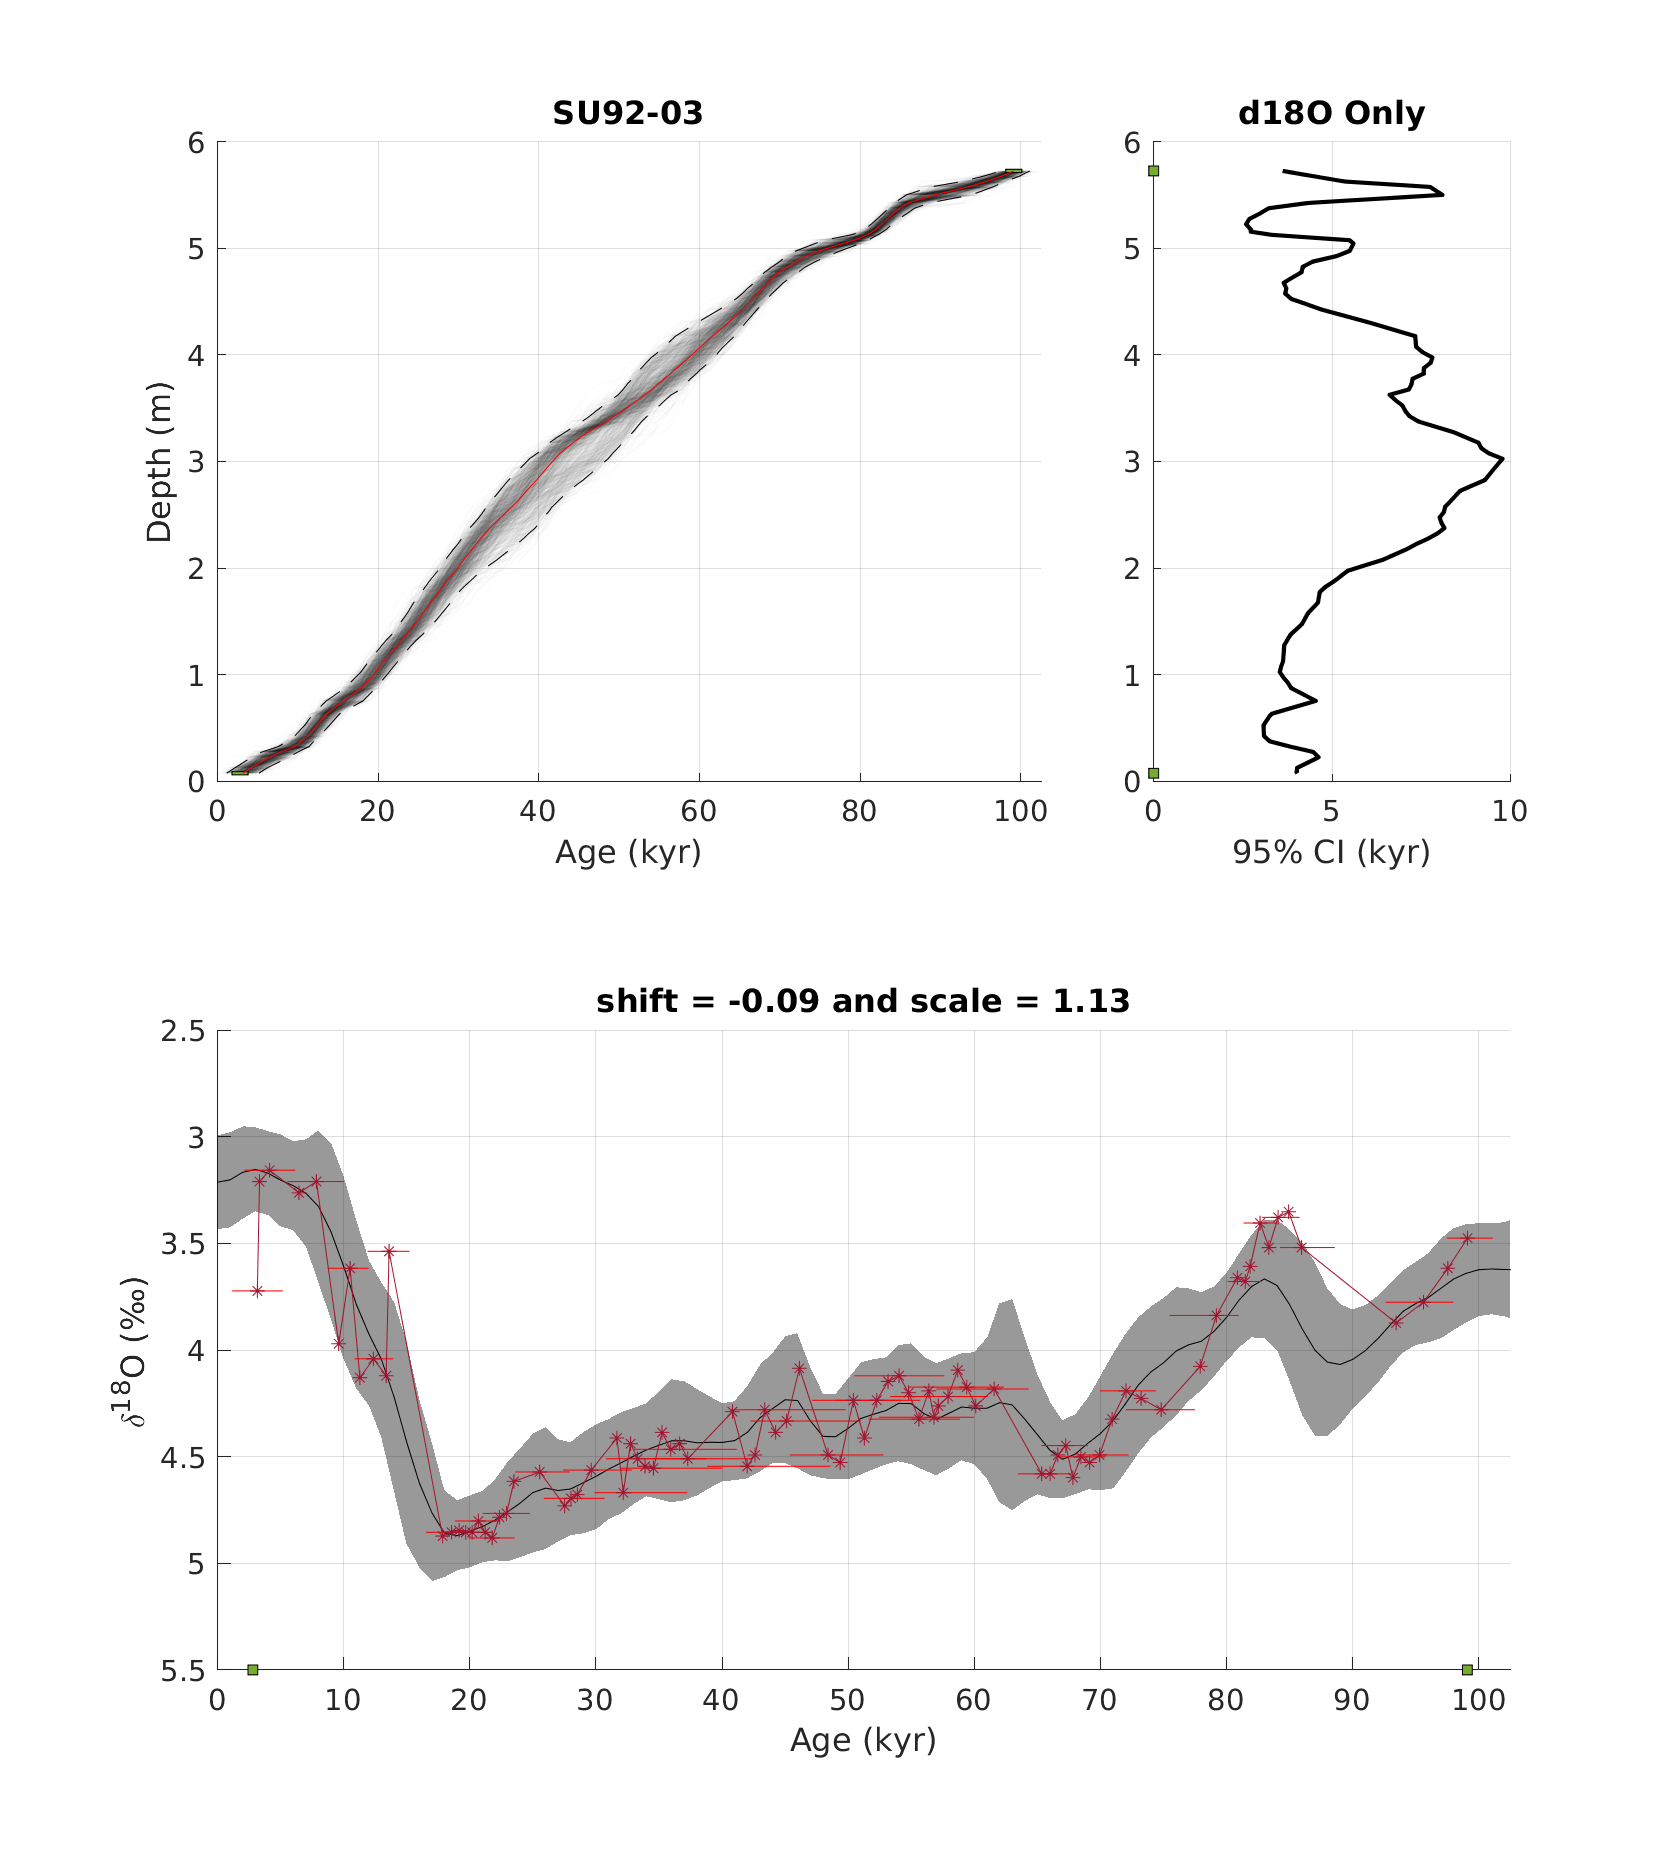 SU92-03
6
5
4
3
2
1
0
Depth (m)
0 20 40 60 80 100
Age (kyr)
d18O Only
6
5
4
3
2
1
0
0 5 10
95% CI (kyr)
shift = -0.09 and scale = 1.13
2.5
3
3.5
4
4.5
5
5.5
δ18O (‰)
0 10 20 30 40 50 60 70 80 90 100
Age (kyr)